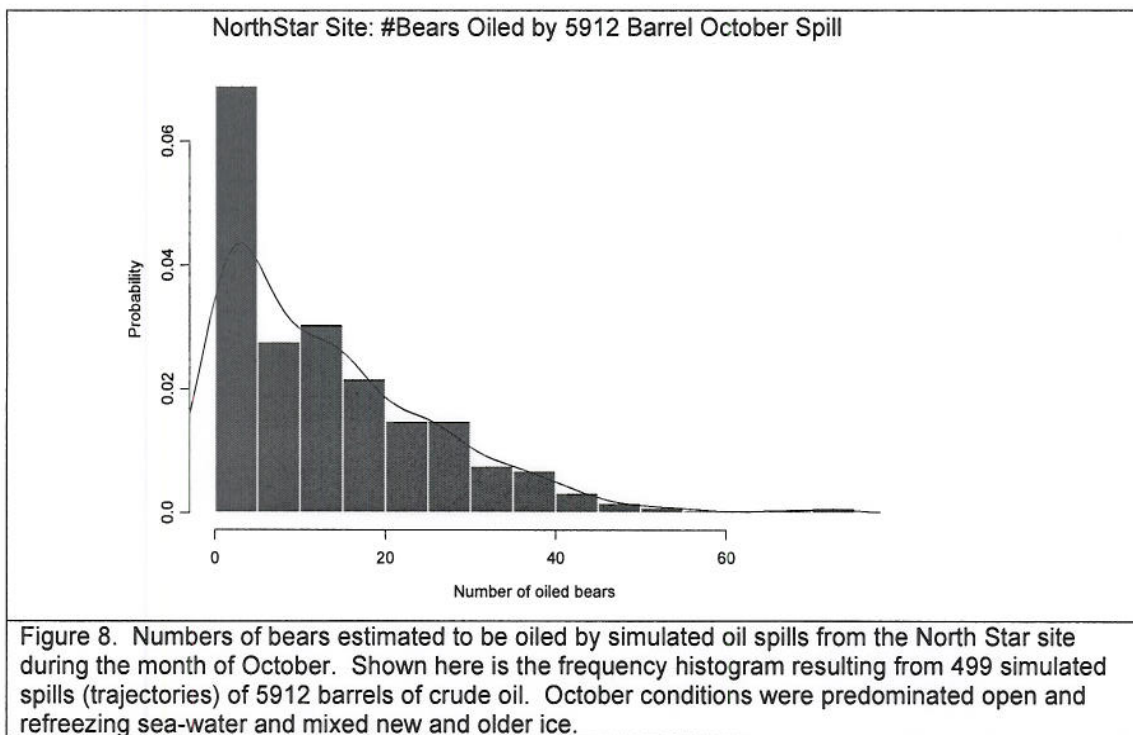 NorthStar Site: #Bears Oiled by 5912 Barrel October Spill
Probability
0.06
0.04
0.02
0.0
0 20 40 60
Number of oiled bears
Figure 8. Numbers of bears estimated to be oiled by simulated oil spills from the North Star site
during the month of October. Shown here is the frequency histogram resulting from 499 simulated
spills (trajectories) of 5912 barrels of crude oil. October conditions were predominated open and
refreezing sea-water and mixed new and older ice.